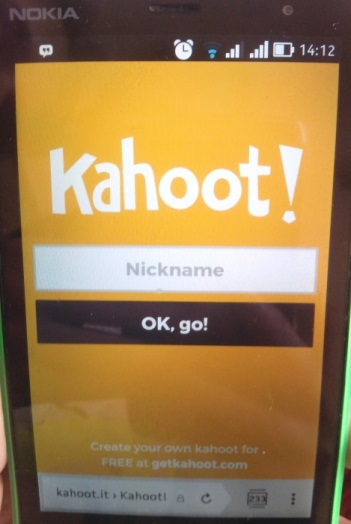 NOKIA
14:12
Kahoot!
Nickname
OK, go!
Create your own kahoot for
FREE at getkahoot.com
kahoot.it › Kahoot!
233